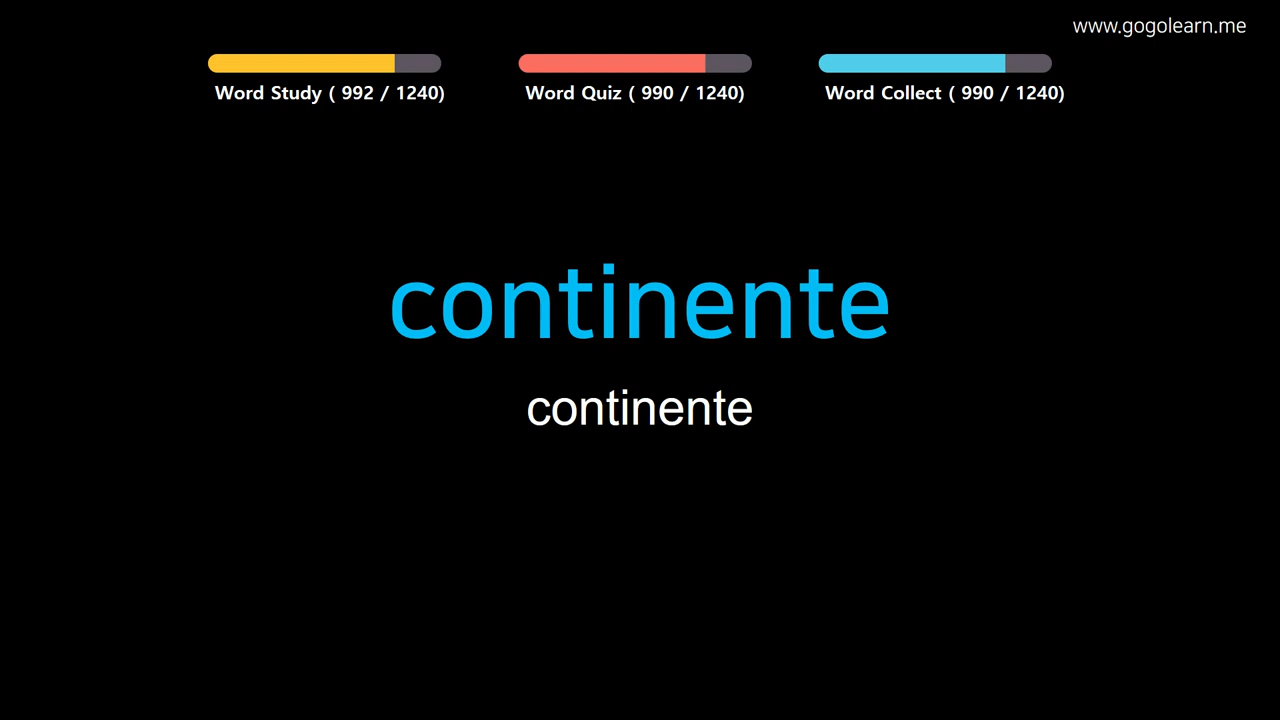 www.gogolearn.me
Word Study ( 992 / 1240)
Word Quiz ( 990 / 1240)
Word Collect ( 990 / 1240)
continente
continente